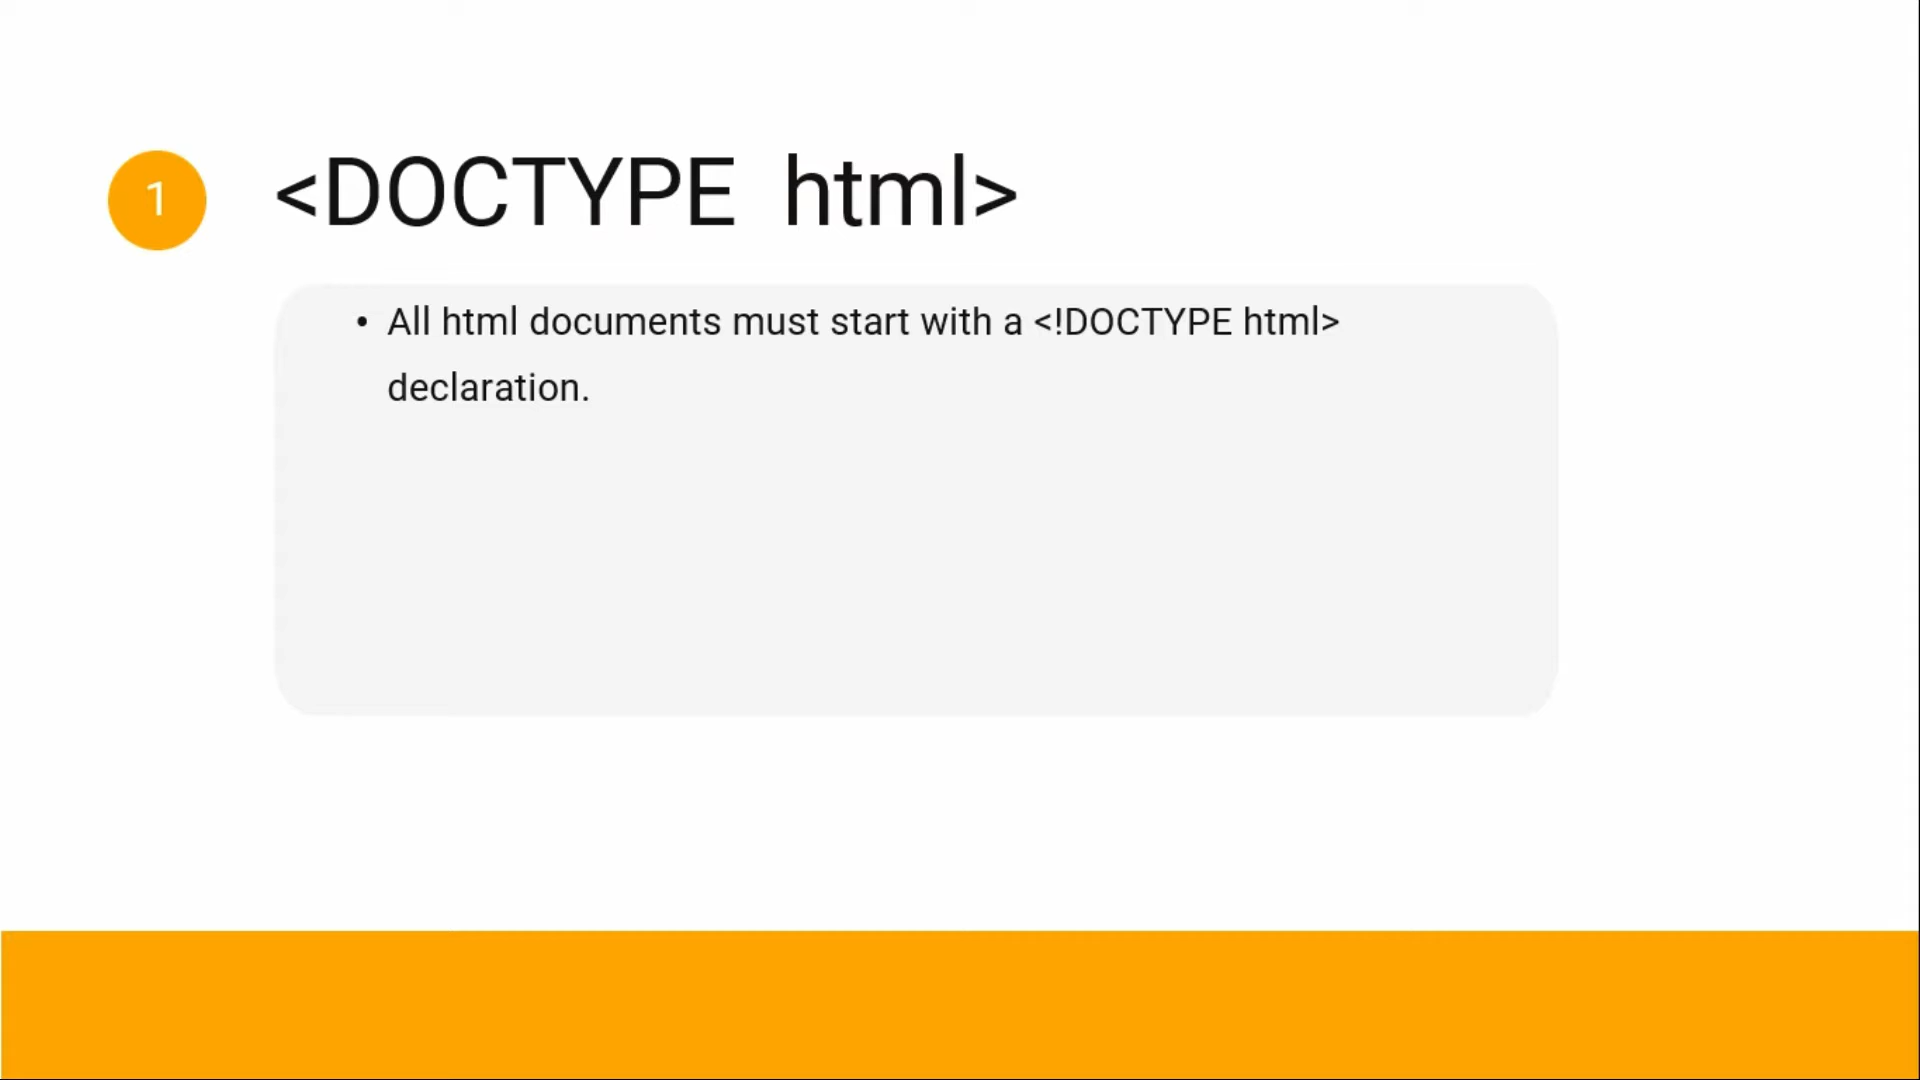 1
<DOCTYPE html>
• All html documents must start with a <!DOCTYPE html>
declaration.